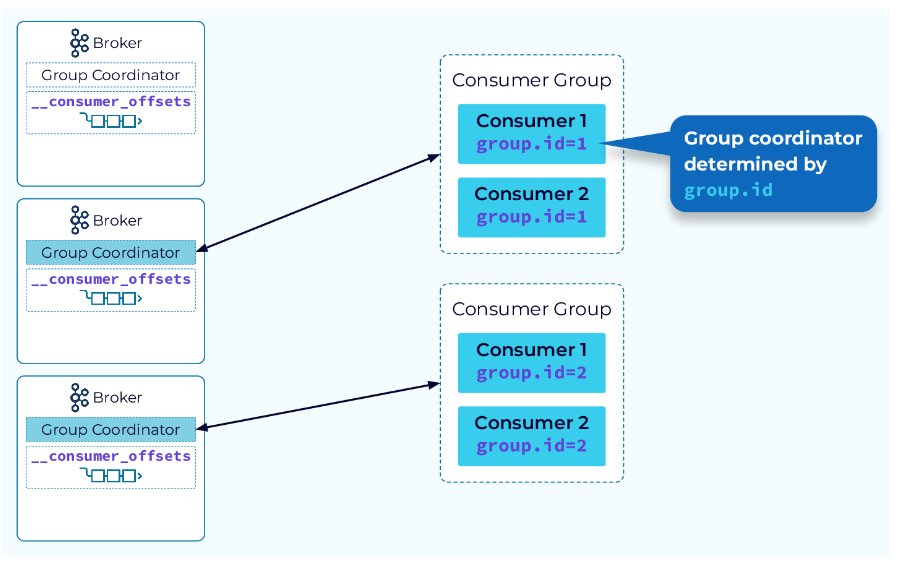 Broker
Group Coordinator
__consumer_offsets
Broker
Group Coordinator
__consumer_offsets
Broker
Group Coordinator
__consumer_offsets
Consumer Group
Consumer 1
group.id=1
Consumer 2
group.id=1
Consumer Group
Consumer 1
group.id=2
Consumer 2
group.id=2
Group coordinator
determined by
group.id